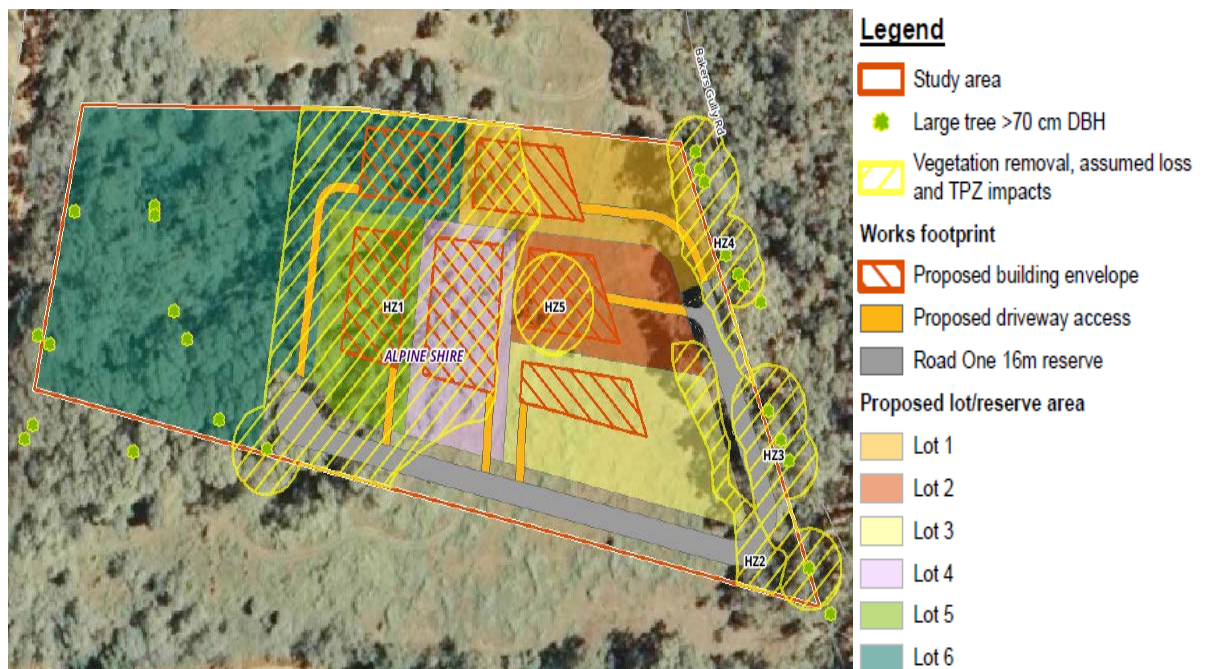 Bakers Gully Rd
HZ4
HZ1
HZ5
ALPINE SHIRE
HZ3
HZ2
Legend
Study area
Large tree >70 cm DBH
Vegetation removal, assumed loss
and TPZ impacts
Works footprint
Proposed building envelope
Proposed driveway access
Road One 16m reserve
Proposed lot/reserve area
Lot 1
Lot 2
Lot 3
Lot 4
Lot 5
Lot 6